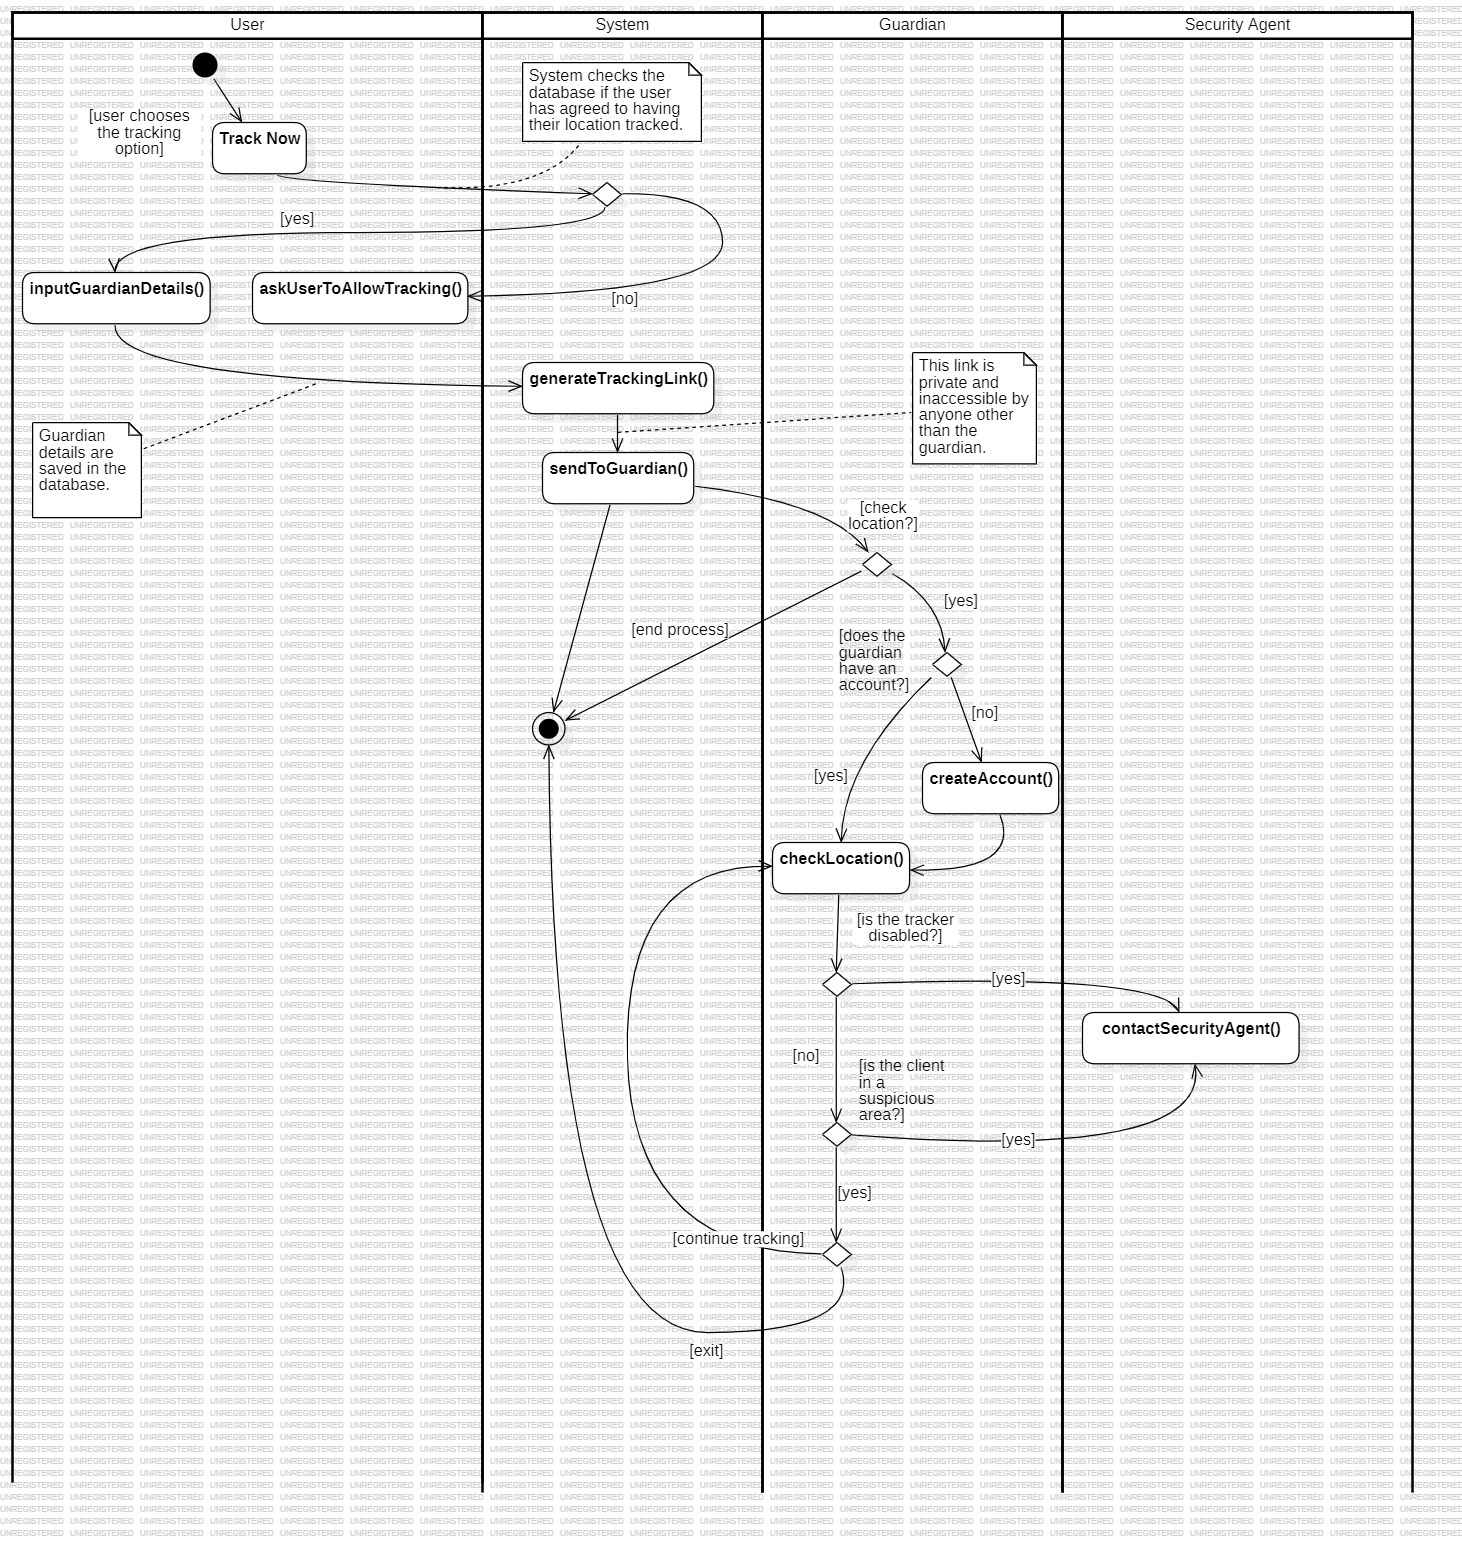 User
System
Guardian
Security Agent
[user chooses
the tracking
option]
Track Now
System checks the
database if the user
has agreed to having
their location tracked.
[yes]
inputGuardianDetails()
askUserToAllowTracking()
[no]
generateTrackingLink()
This link is
private and
inaccessible by
anyone other
than the
guardian.
Guardian
details are
saved in the
database.
sendToGuardian()
[check
location?]
[yes]
[end process]
[does the
guardian
have an
account?]
[no]
[yes]
createAccount()
checkLocation()
[is the tracker
disabled?]
[yes]
contactSecurityAgent()
[no]
[is the client
in a
suspicious
area?]
[yes]
[yes]
[continue tracking]
[exit]
UNREGISTERED